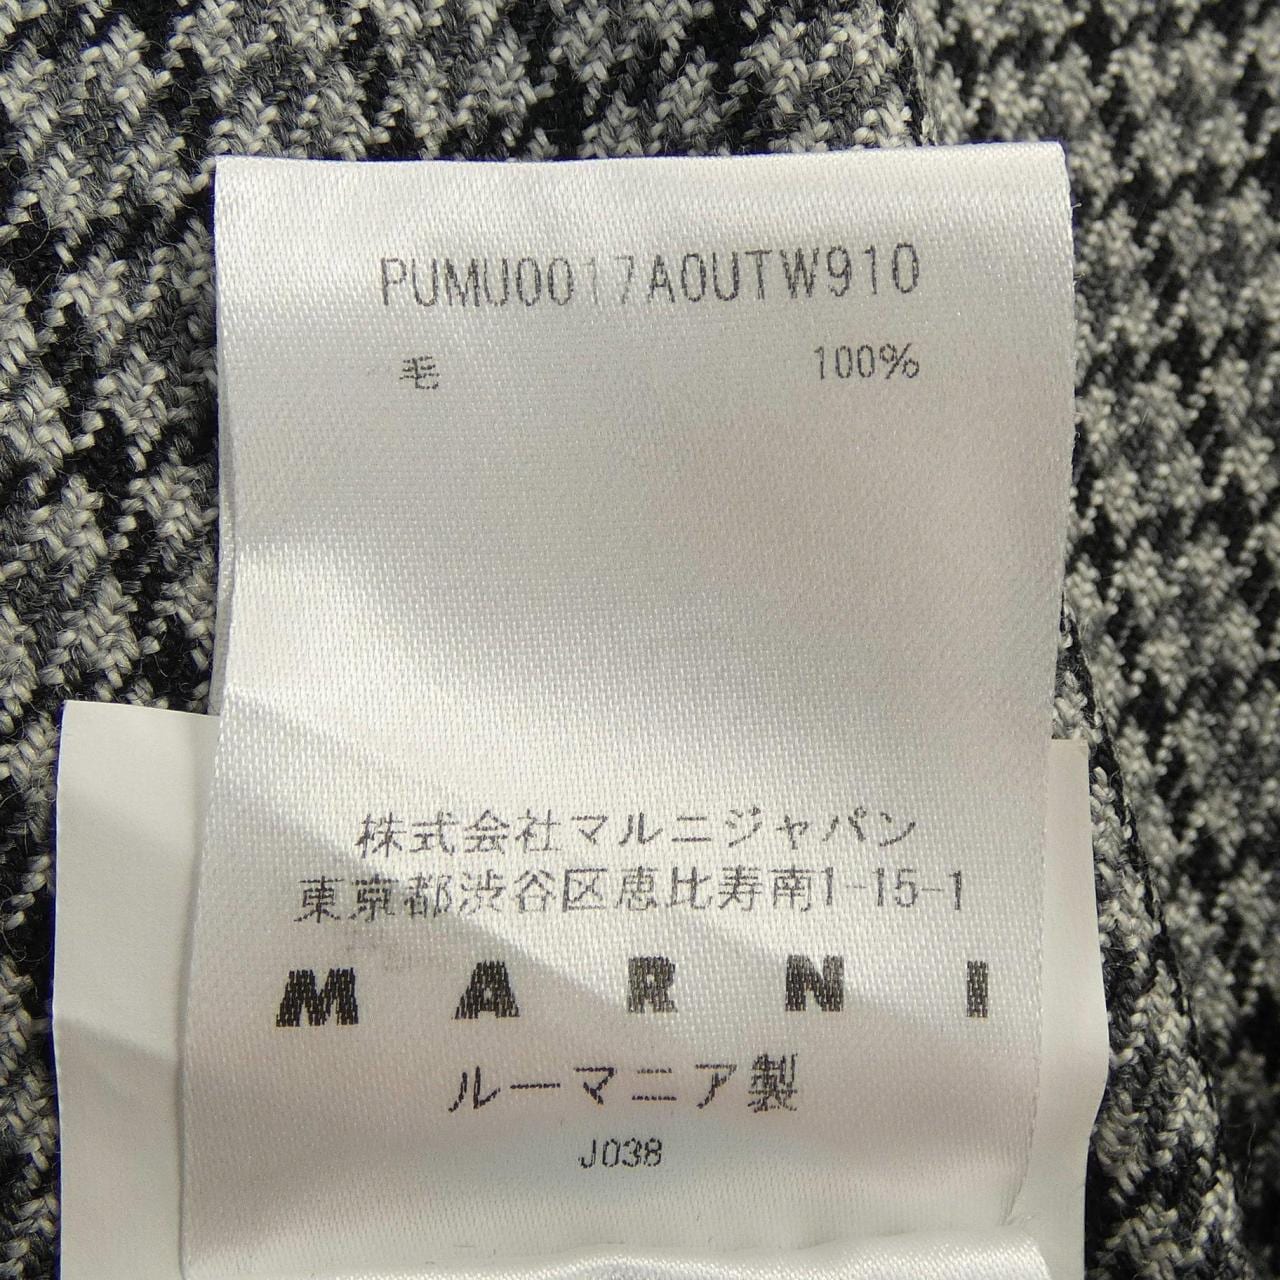 PUMU0017A0UTW910
毛 100%
株式会社マルニジャパン
東京都渋谷区恵比寿南1-15-1
MARNI
ルーマニア製
J038